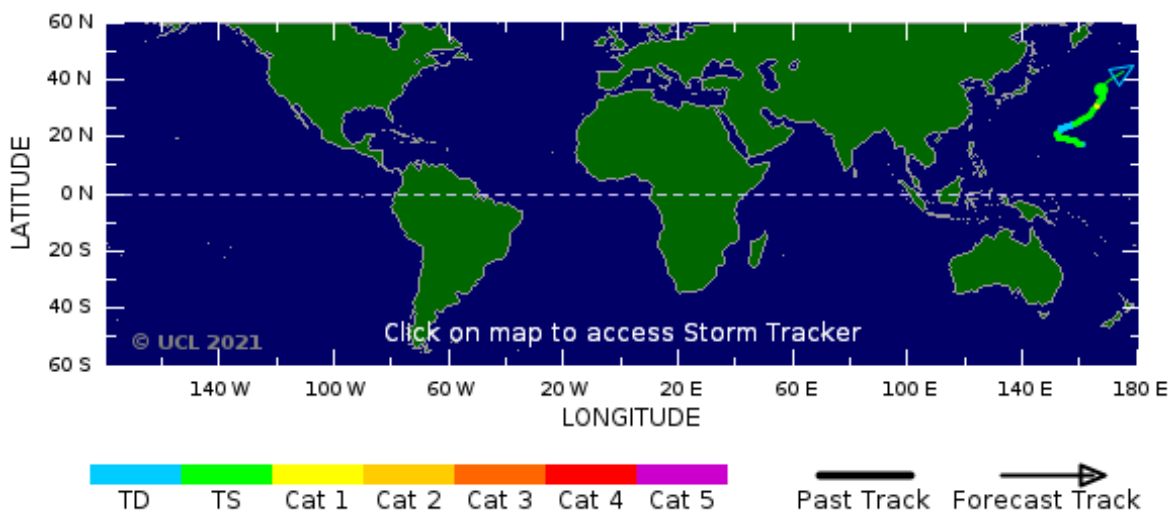 60 N
40 N
20 N
0 N
20 S
40 S
60 S
LATITUDE
© UCL 2021
Click on map to access Storm Tracker
140 W 100 W 60 W 20 W 20 E 60 E 100 E 140 E 180 E
LONGITUDE
TD TS Cat 1 Cat 2 Cat 3 Cat 4 Cat 5 Past Track Forecast Track